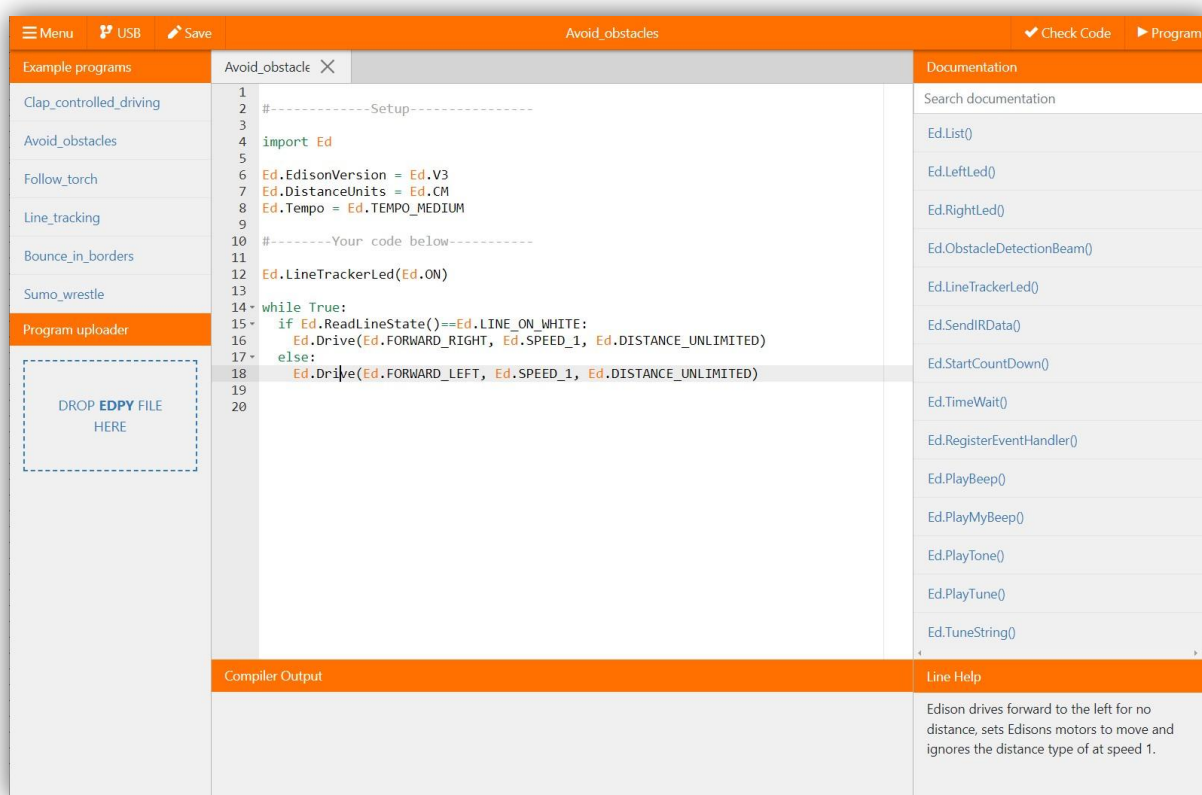 Menu USB Save Avoid_obstacles Check Code Program
Example programs
Clap_controlled_driving
Avoid_obstacles
Follow_torch
Line_tracking
Bounce_in_borders
Sumo_wrestle
Program uploader
DROP EDPY FILE
HERE
Avoid_obstacle
1
2 #-------------Setup----------------
3
4 import Ed
5
6 Ed.EdisonVersion = Ed.V3
7 Ed.DistanceUnits = Ed.CM
8 Ed.Tempo = Ed.TEMPO_MEDIUM
9
10 #--------Your code below-----------
11
12 Ed.LineTrackerLed(Ed.ON)
13
14 while True:
15 if Ed.ReadLineState()==Ed.LINE_ON_WHITE:
16 Ed.Drive(Ed.FORWARD_RIGHT, Ed.SPEED_1, Ed.DISTANCE_UNLIMITED)
17 else:
18 Ed.Drive(Ed.FORWARD_LEFT, Ed.SPEED_1, Ed.DISTANCE_UNLIMITED)
19
20
Compiler Output
Documentation
Search documentation
Ed.List()
Ed.LeftLed()
Ed.RightLed()
Ed.ObstacleDetectionBeam()
Ed.LineTrackerLed()
Ed.SendIRData()
Ed.StartCountDown()
Ed.TimeWait()
Ed.RegisterEventHandler()
Ed.PlayBeep()
Ed.PlayMyBeep()
Ed.PlayTone()
Ed.PlayTune()
Ed.TuneString()
Line Help
Edison drives forward to the left for no
distance, sets Edisons motors to move and
ignores the distance type of at speed 1.